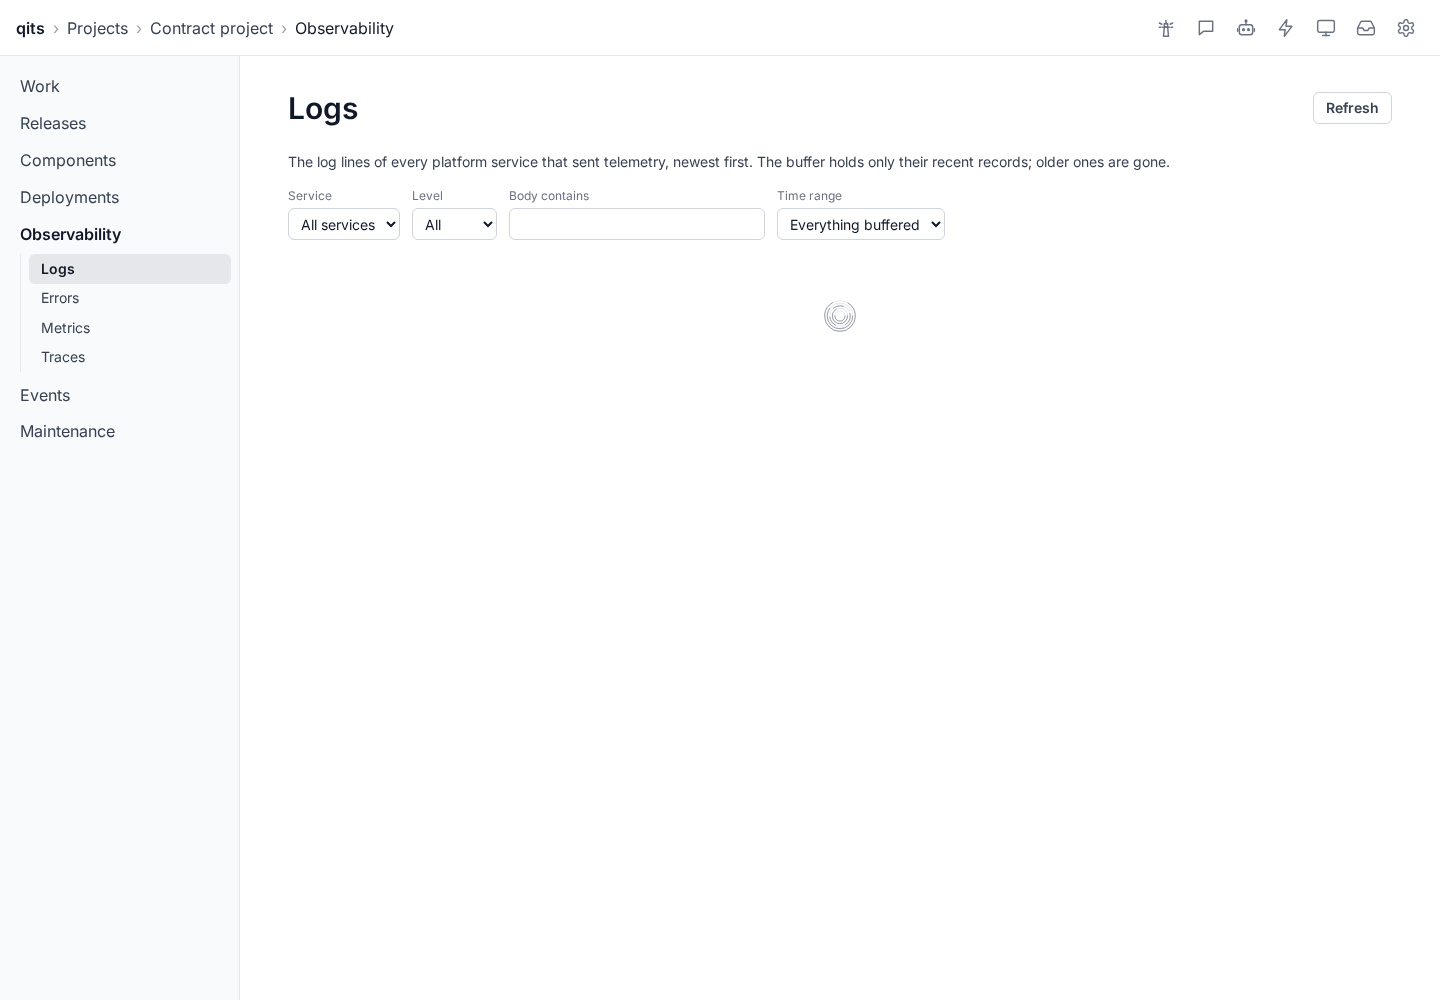 qits › Projects › Contract project › Observability
Work
Releases
Components
Deployments
Observability
Logs
Errors
Metrics
Traces
Events
Maintenance
Logs
Refresh
The log lines of every platform service that sent telemetry, newest first. The buffer holds only their recent records; older ones are gone.
Service Level Body contains Time range
All services All Everything buffered